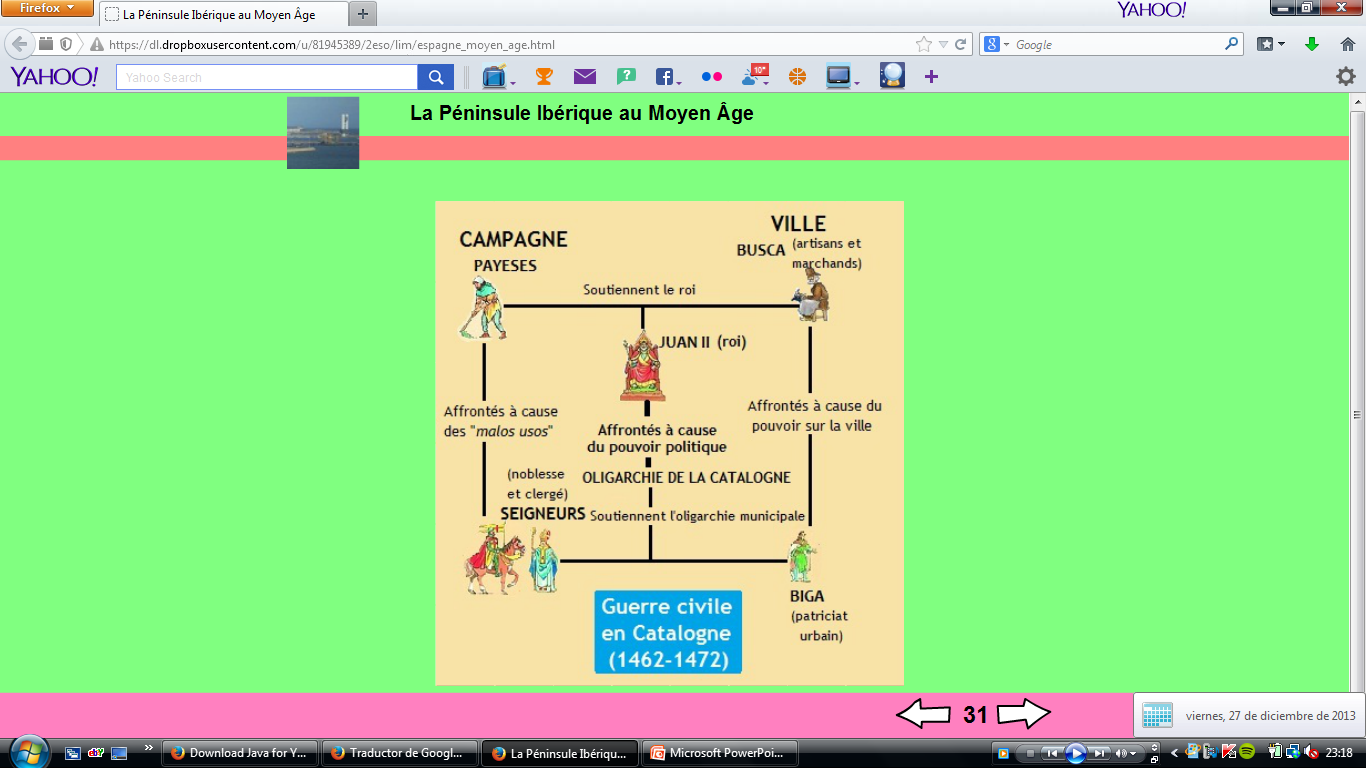 Firefox
La Péninsule Ibérique au Moyen Âge
YAHOO!
https://dl.dropboxusercontent.com/u/81945389/2eso/lim/espagne_moyen_age.html
Google
YAHOO!
Yahoo Search
10°
La Péninsule Ibérique au Moyen Âge
CAMPAGNE
PAYESES
VILLE
BUSCA (artisans et
marchands)
Soutiennent le roi
JUAN II (roi)
Affrontés à cause
des "malos usos"
Affrontés à cause
du pouvoir politique
Affrontés à cause du
pouvoir sur la ville
(noblesse
et clergé)
SEIGNEURS
OLIGARCHIE DE LA CATALOGNE
Soutiennent l'oligarchie municipale
BIGA
(patriciat
urbain)
Guerre civile
en Catalogne
(1462-1472)
31
viernes, 27 de diciembre de 2013
Download Java for Y...
Traductor de Googl...
La Péninsule Ibériqu...
Microsoft PowerPoi...
23:18